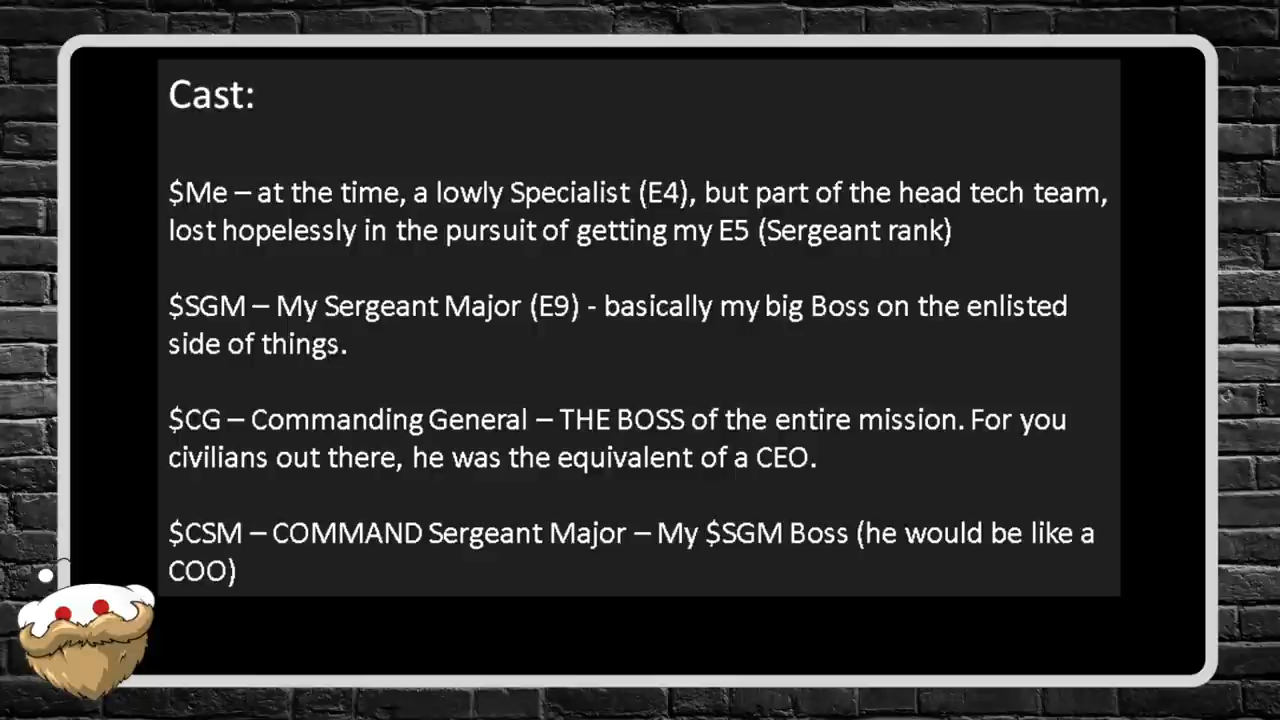 Cast:
$Me – at the time, a lowly Specialist (E4), but part of the head tech team,
lost hopelessly in the pursuit of getting my E5 (Sergeant rank)
$SGM – My Sergeant Major (E9) - basically my big Boss on the enlisted
side of things.
$CG – Commanding General – THE BOSS of the entire mission. For you
civilians out there, he was the equivalent of a CEO.
$CSM – COMMAND Sergeant Major – My $SGM Boss (he would be like a
COO)